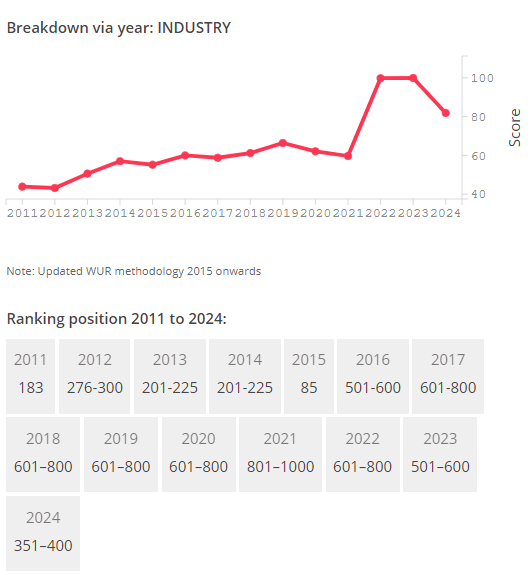 Breakdown via year: INDUSTRY
100
80
60
40
Score
2011 2012 2013 2014 2015 2016 2017 2018 2019 2020 2021 2022 2023 2024
Note: Updated WUR methodology 2015 onwards
Ranking position 2011 to 2024:
2011 2012 2013 2014 2015 2016 2017
183 276-300 201-225 201-225 85 501-600 601-800
2018 2019 2020 2021 2022 2023
601–800 601–800 601–800 801–1000 601–800 501–600
2024
351–400